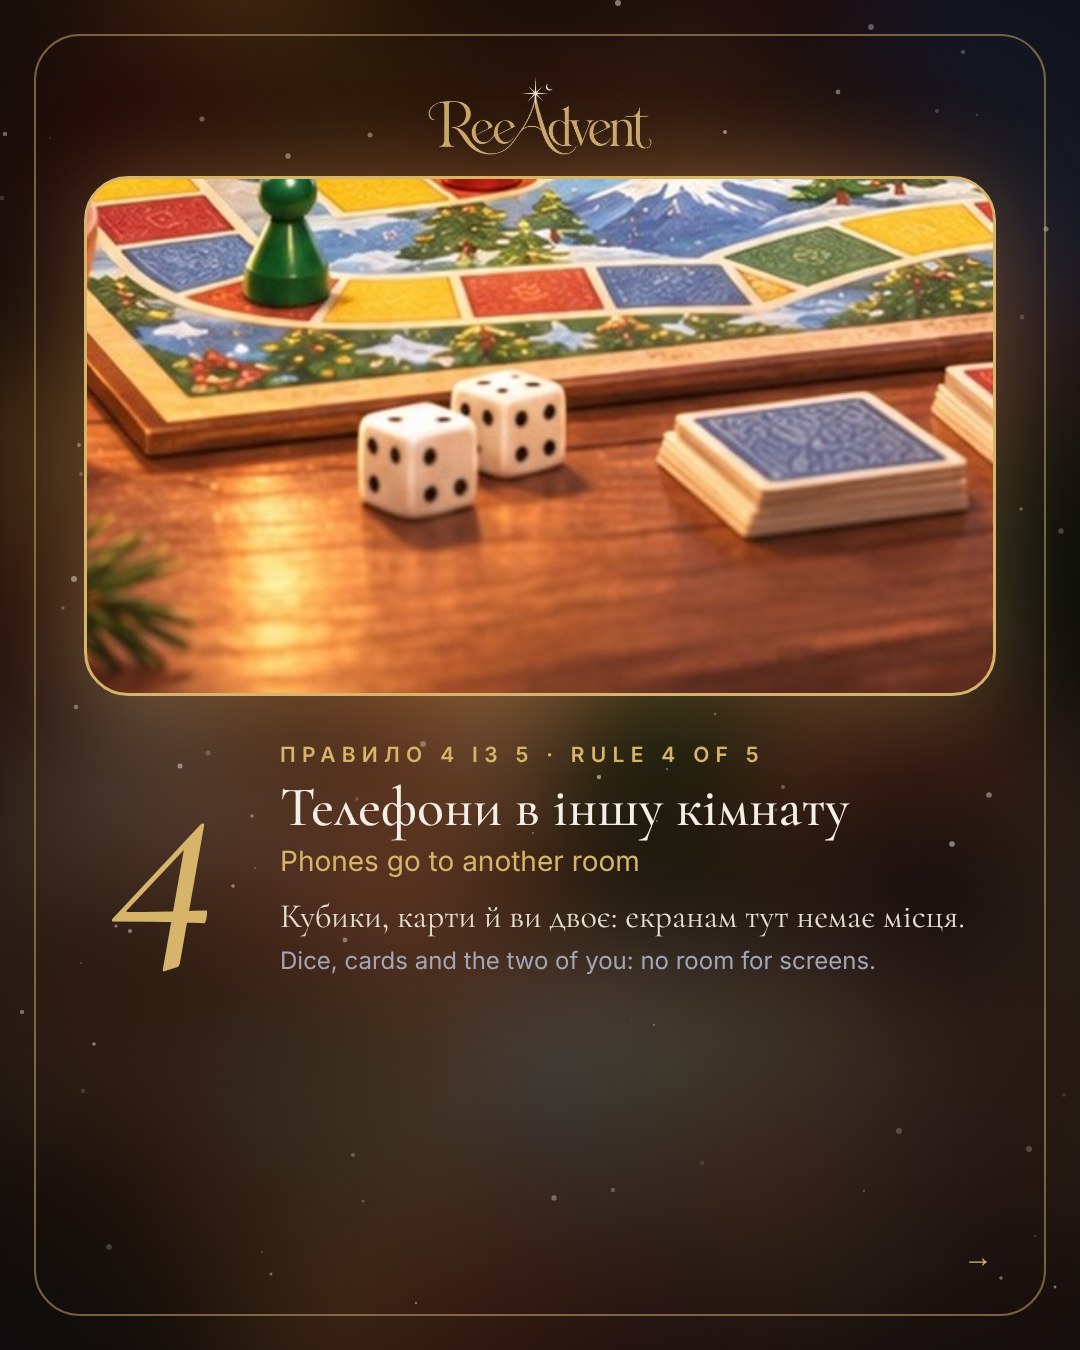 ReeAdvent
ПРАВИЛО 4 ІЗ 5 · RULE 4 OF 5
4
Телефони в іншу кімнату
Phones go to another room
Кубики, карти й ви двоє: екранам тут немає місця.
Dice, cards and the two of you: no room for screens.
→